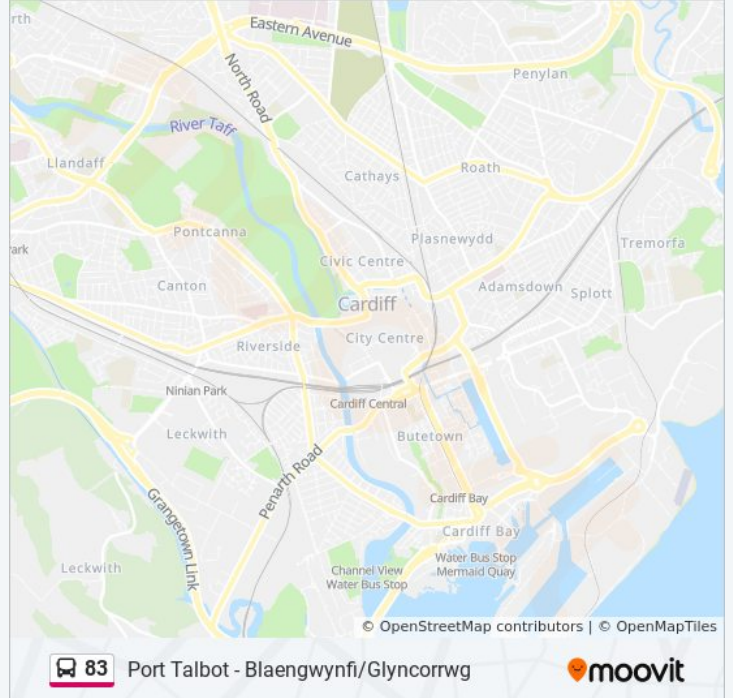 rth
Eastern Avenue
North Road
Penylan
River Taff
Llandaff
Cathays
Roath
Pontcanna
Plasnewydd
ark
Civic Centre
Tremorfa
Canton
Adamsdown
Splott
Cardiff
City Centre
Riverside
Ninian Park
Cardiff Central
Leckwith
Butetown
Penarth Road
Grangetown Link
Cardiff Bay
Cardiff Bay
Leckwith
Channel View
Water Bus Stop
Water Bus Stop
Mermaid Quay
© OpenStreetMap contributors | © OpenMapTiles
83 Port Talbot - Blaengwynfi/Glyncorrwg moovit